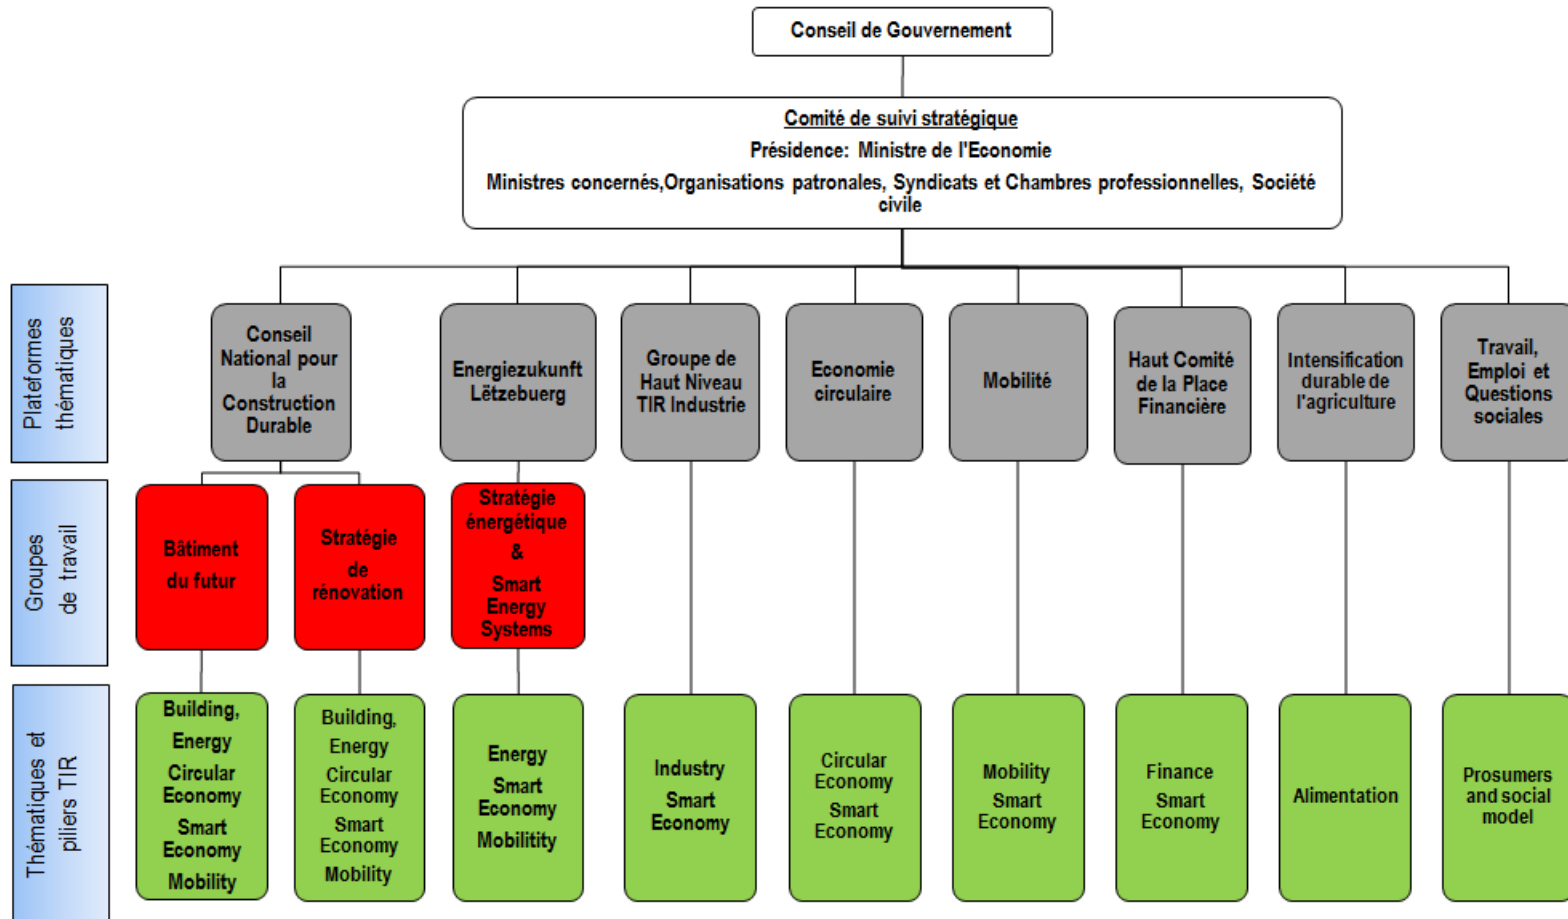 Conseil de Gouvernement
Comité de suivi stratégique
Présidence: Ministre de l'Economie
Ministres concernés,Organisations patronales, Syndicats et Chambres professionnelles, Société
civile
Plateformes
thématiques
Conseil
National pour
la
Construction
Durable
Energiezukunft
Lëtzebuerg
Groupe de
Haut Niveau
TIR Industrie
Economie
circulaire
Mobilité
Haut Comité
de la Place
Financière
Intensification
durable de
l'agriculture
Travail,
Emploi et
Questions
sociales
Groupes
de travail
Bâtiment
du futur
Stratégie
de
rénovation
Stratégie
énergétique
&
Smart
Energy
Systems
Thématiques et
piliers TIR
Building,
Energy
Circular
Economy
Smart
Economy
Mobility
Building,
Energy
Circular
Economy
Smart
Economy
Mobility
Energy
Smart
Economy
Mobilitity
Industry
Smart
Economy
Circular
Economy
Smart
Economy
Mobility
Smart
Economy
Finance
Smart
Economy
Alimentation
Prosumers
and social
model